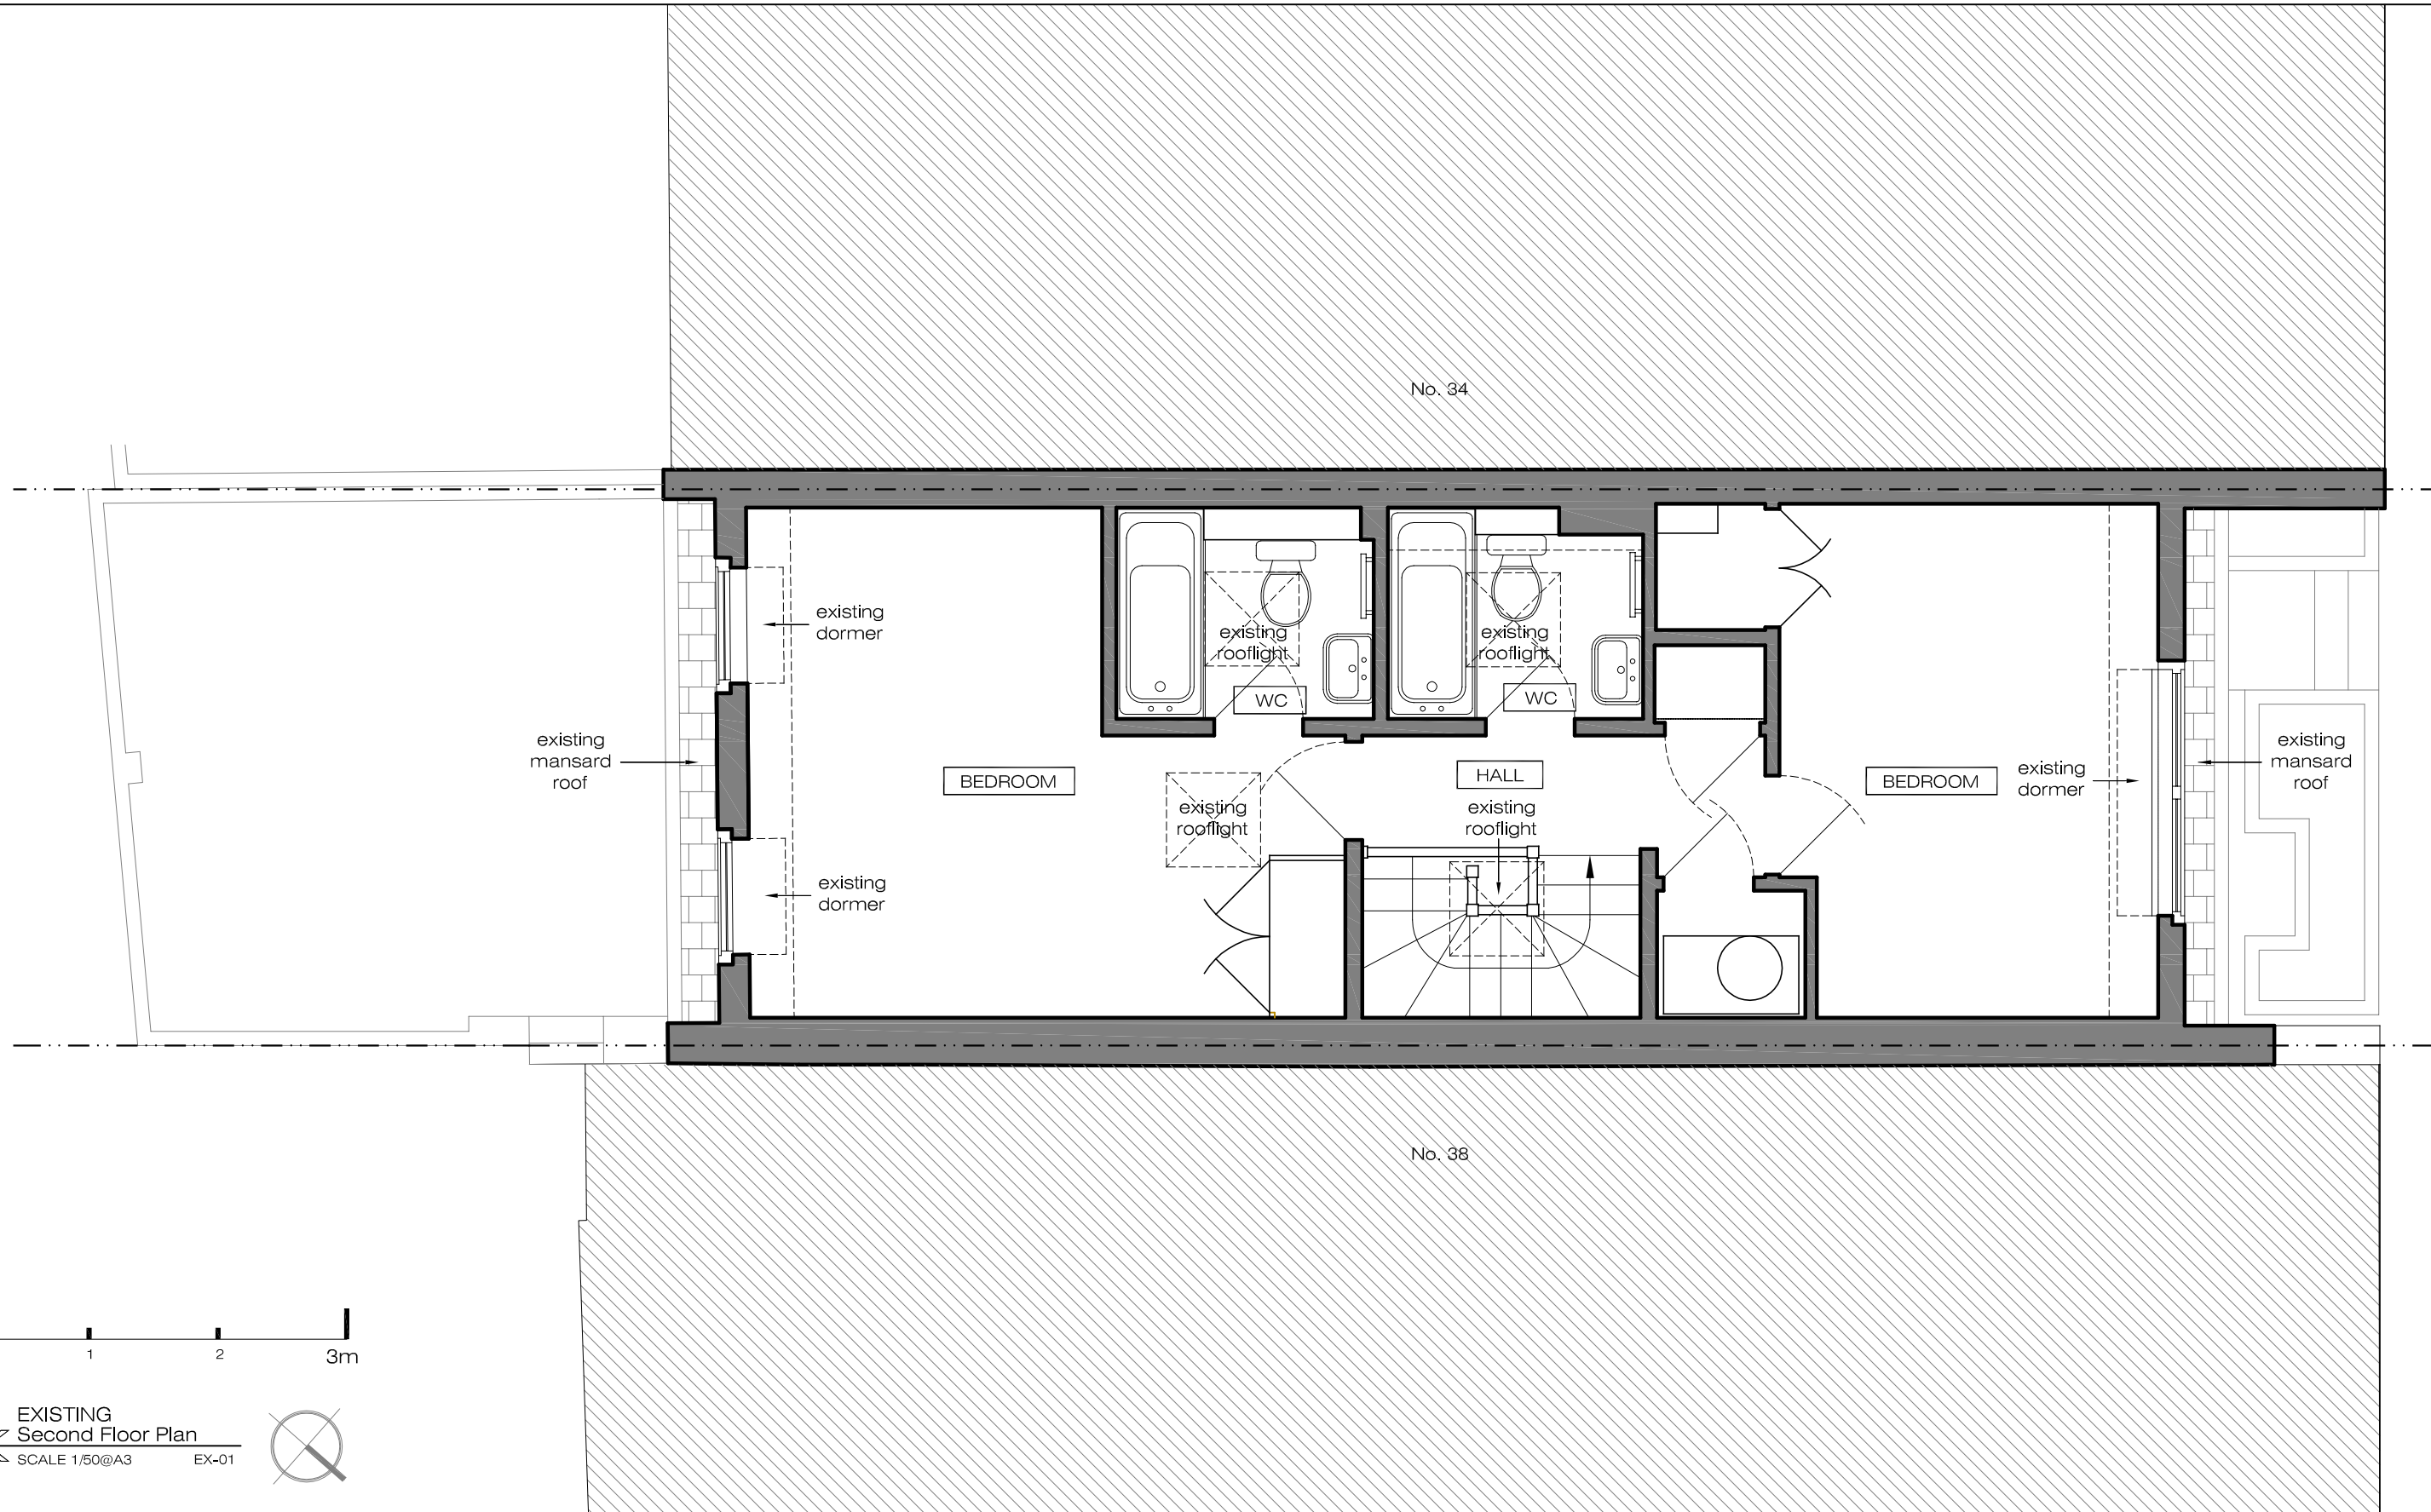 No. 34
existing
dormer
existing
rooflight
existing
rooflight
WC
WC
existing
mansard
roof
BEDROOM
HALL
BEDROOM
existing
dormer
existing
mansard
roof
existing
rooflight
existing
rooflight
existing
dormer
No. 38
1
2
3m
EXISTING
Second Floor Plan
SCALE 1/50@A3
EX-01